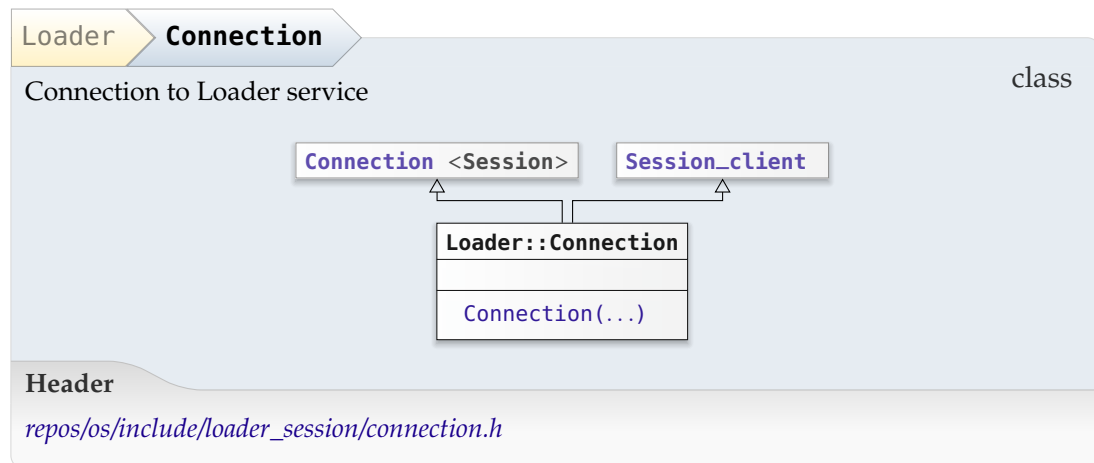 Loader Connection
class
Connection to Loader service
Connection <Session> Session_client
Loader::Connection
Connection(...)
Header
repos/os/include/loader_session/connection.h